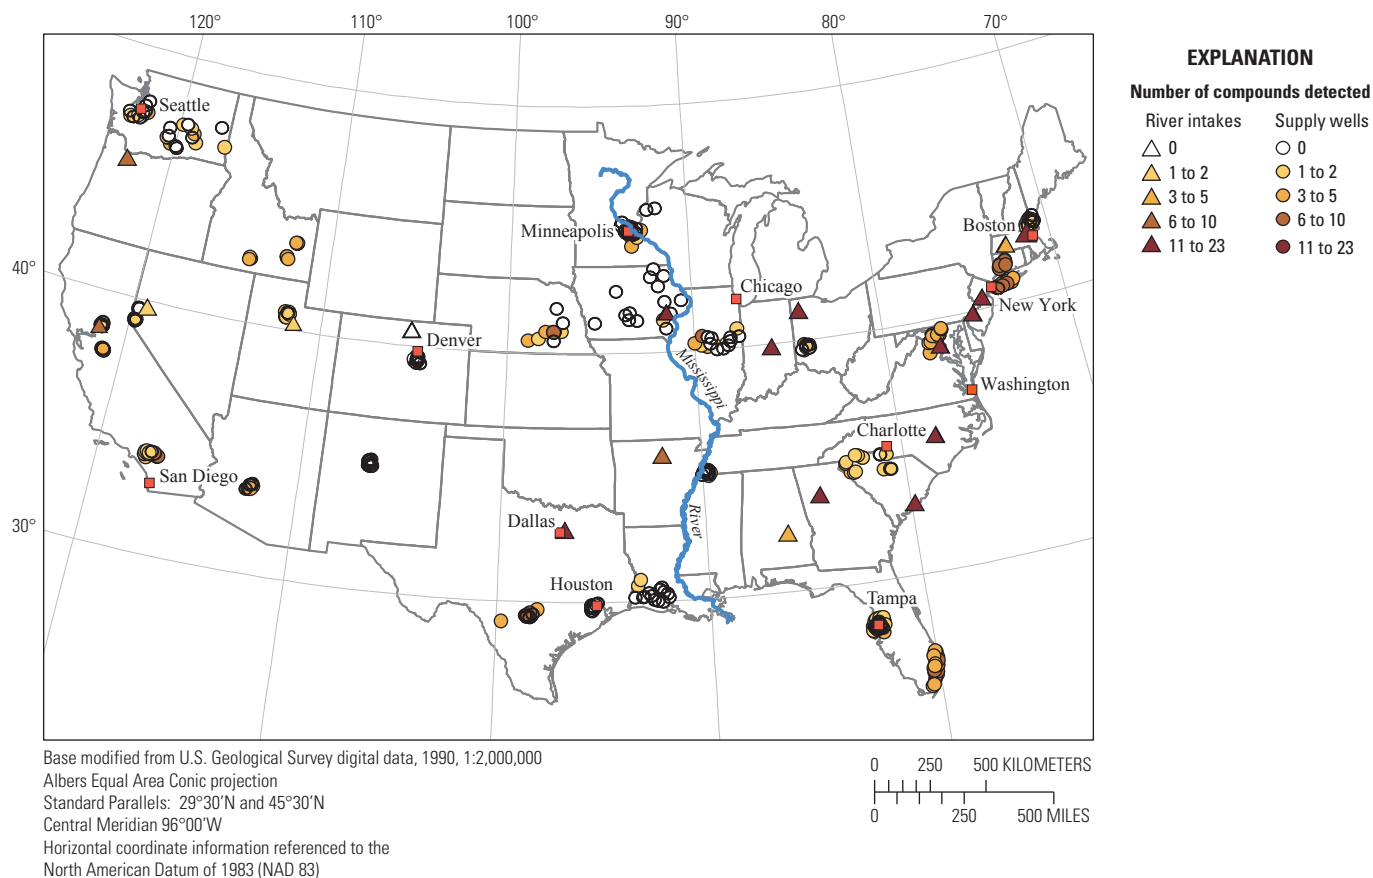 120°
110°
100°
90°
80°
70°
40°
30°
Seattle
Minneapolis
Boston
Chicago
New York
Denver
Mississippi
River
Washington
Charlotte
San Diego
Dallas
Houston
Tampa
EXPLANATION
Number of compounds detected
River intakes
0
1 to 2
3 to 5
6 to 10
11 to 23
Supply wells
0
1 to 2
3 to 5
6 to 10
11 to 23
Base modified from U.S. Geological Survey digital data, 1990, 1:2,000,000
Albers Equal Area Conic projection
Standard Parallels: 29°30′N and 45°30′N
Central Meridian 96°00′W
Horizontal coordinate information referenced to the
North American Datum of 1983 (NAD 83)
0 250 500 KILOMETERS
0 250 500 MILES